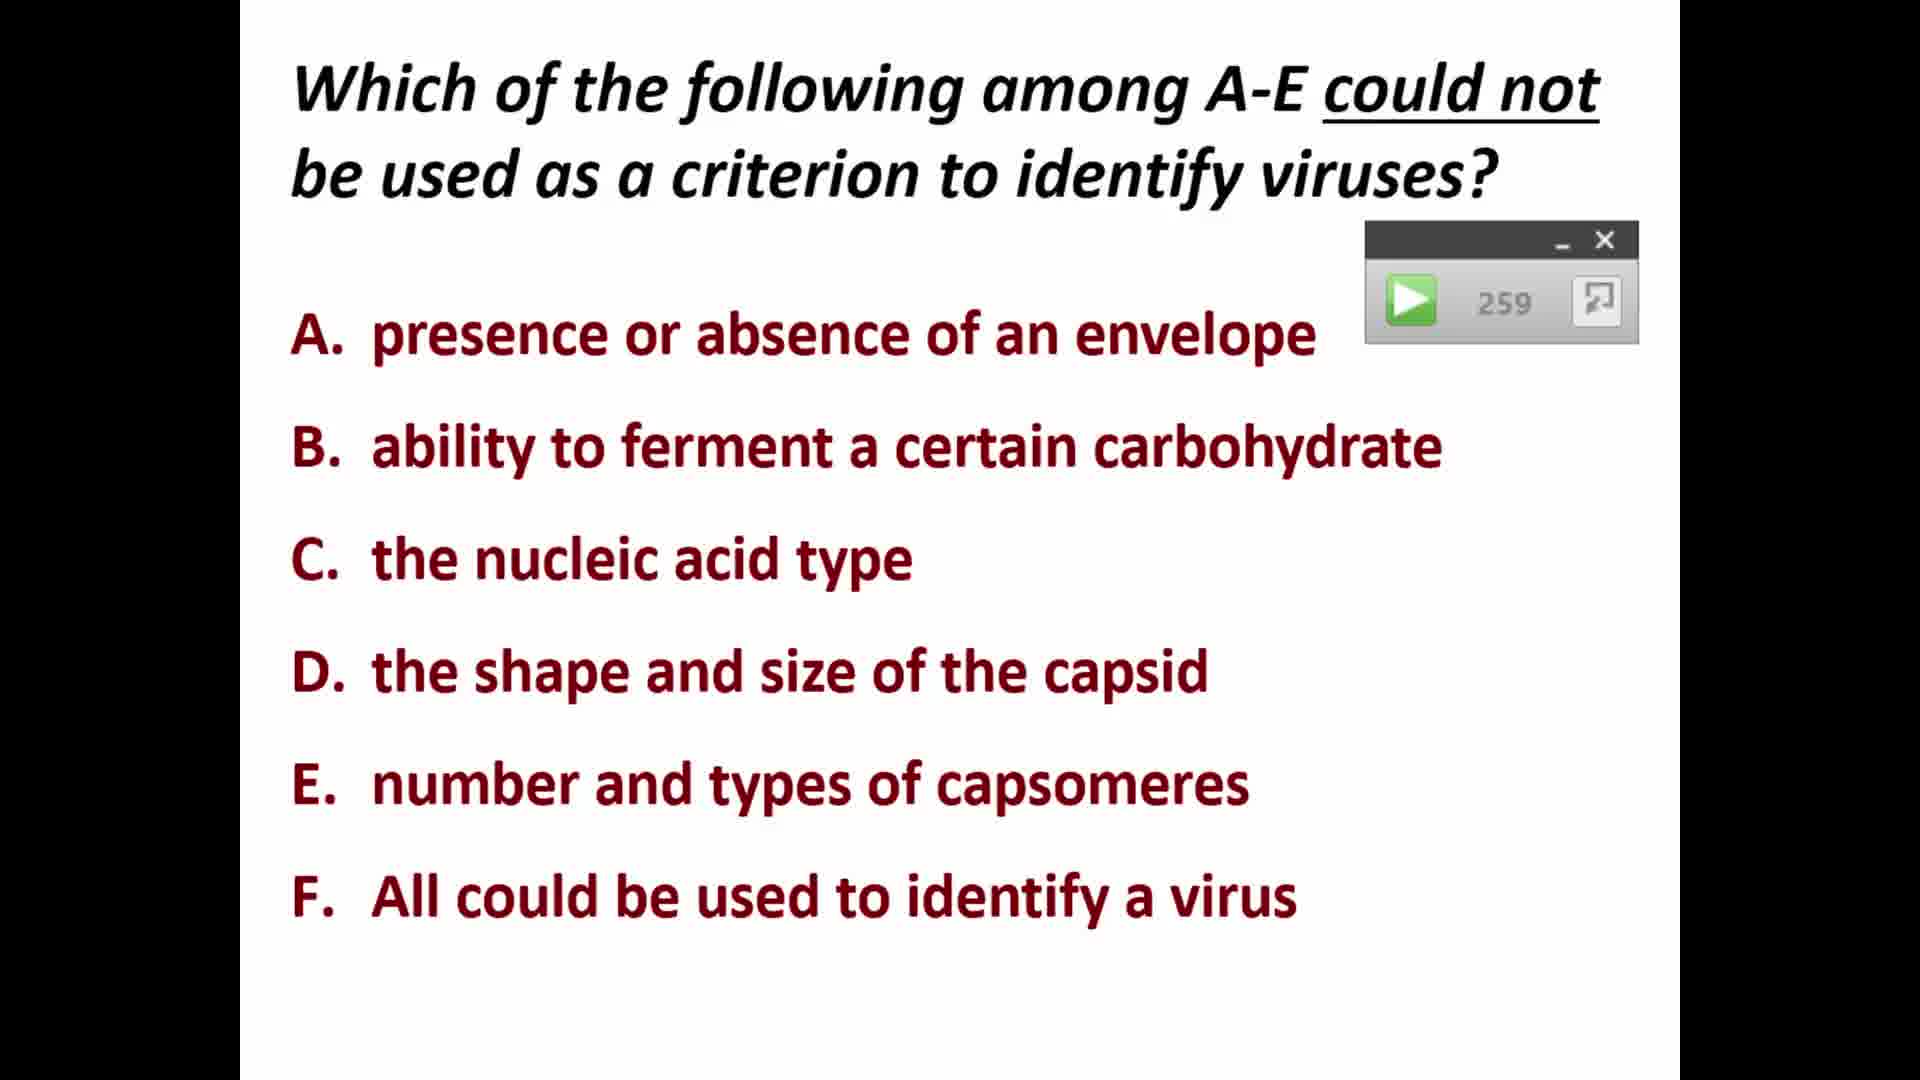 Which of the following among A-E could not
be used as a criterion to identify viruses?
259
A. presence or absence of an envelope
B. ability to ferment a certain carbohydrate
C. the nucleic acid type
D. the shape and size of the capsid
E. number and types of capsomeres
F. All could be used to identify a virus